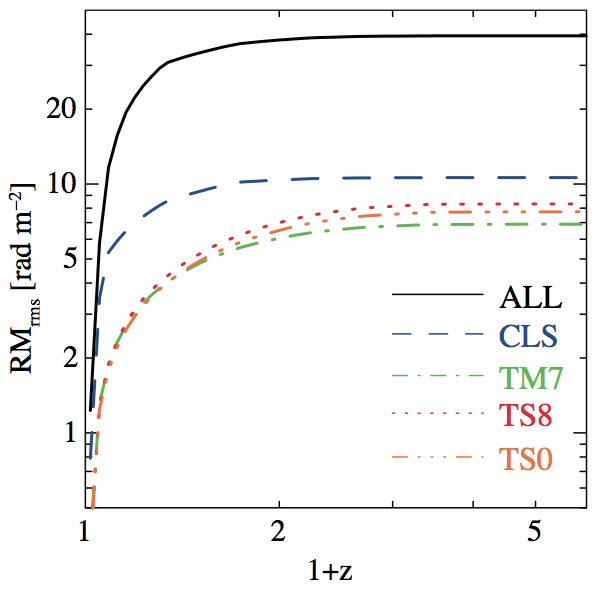 20
10
5
2
1
RMrms [rad m−2]
ALL
CLS
TM7
TS8
TS0
1 2 5
1+z